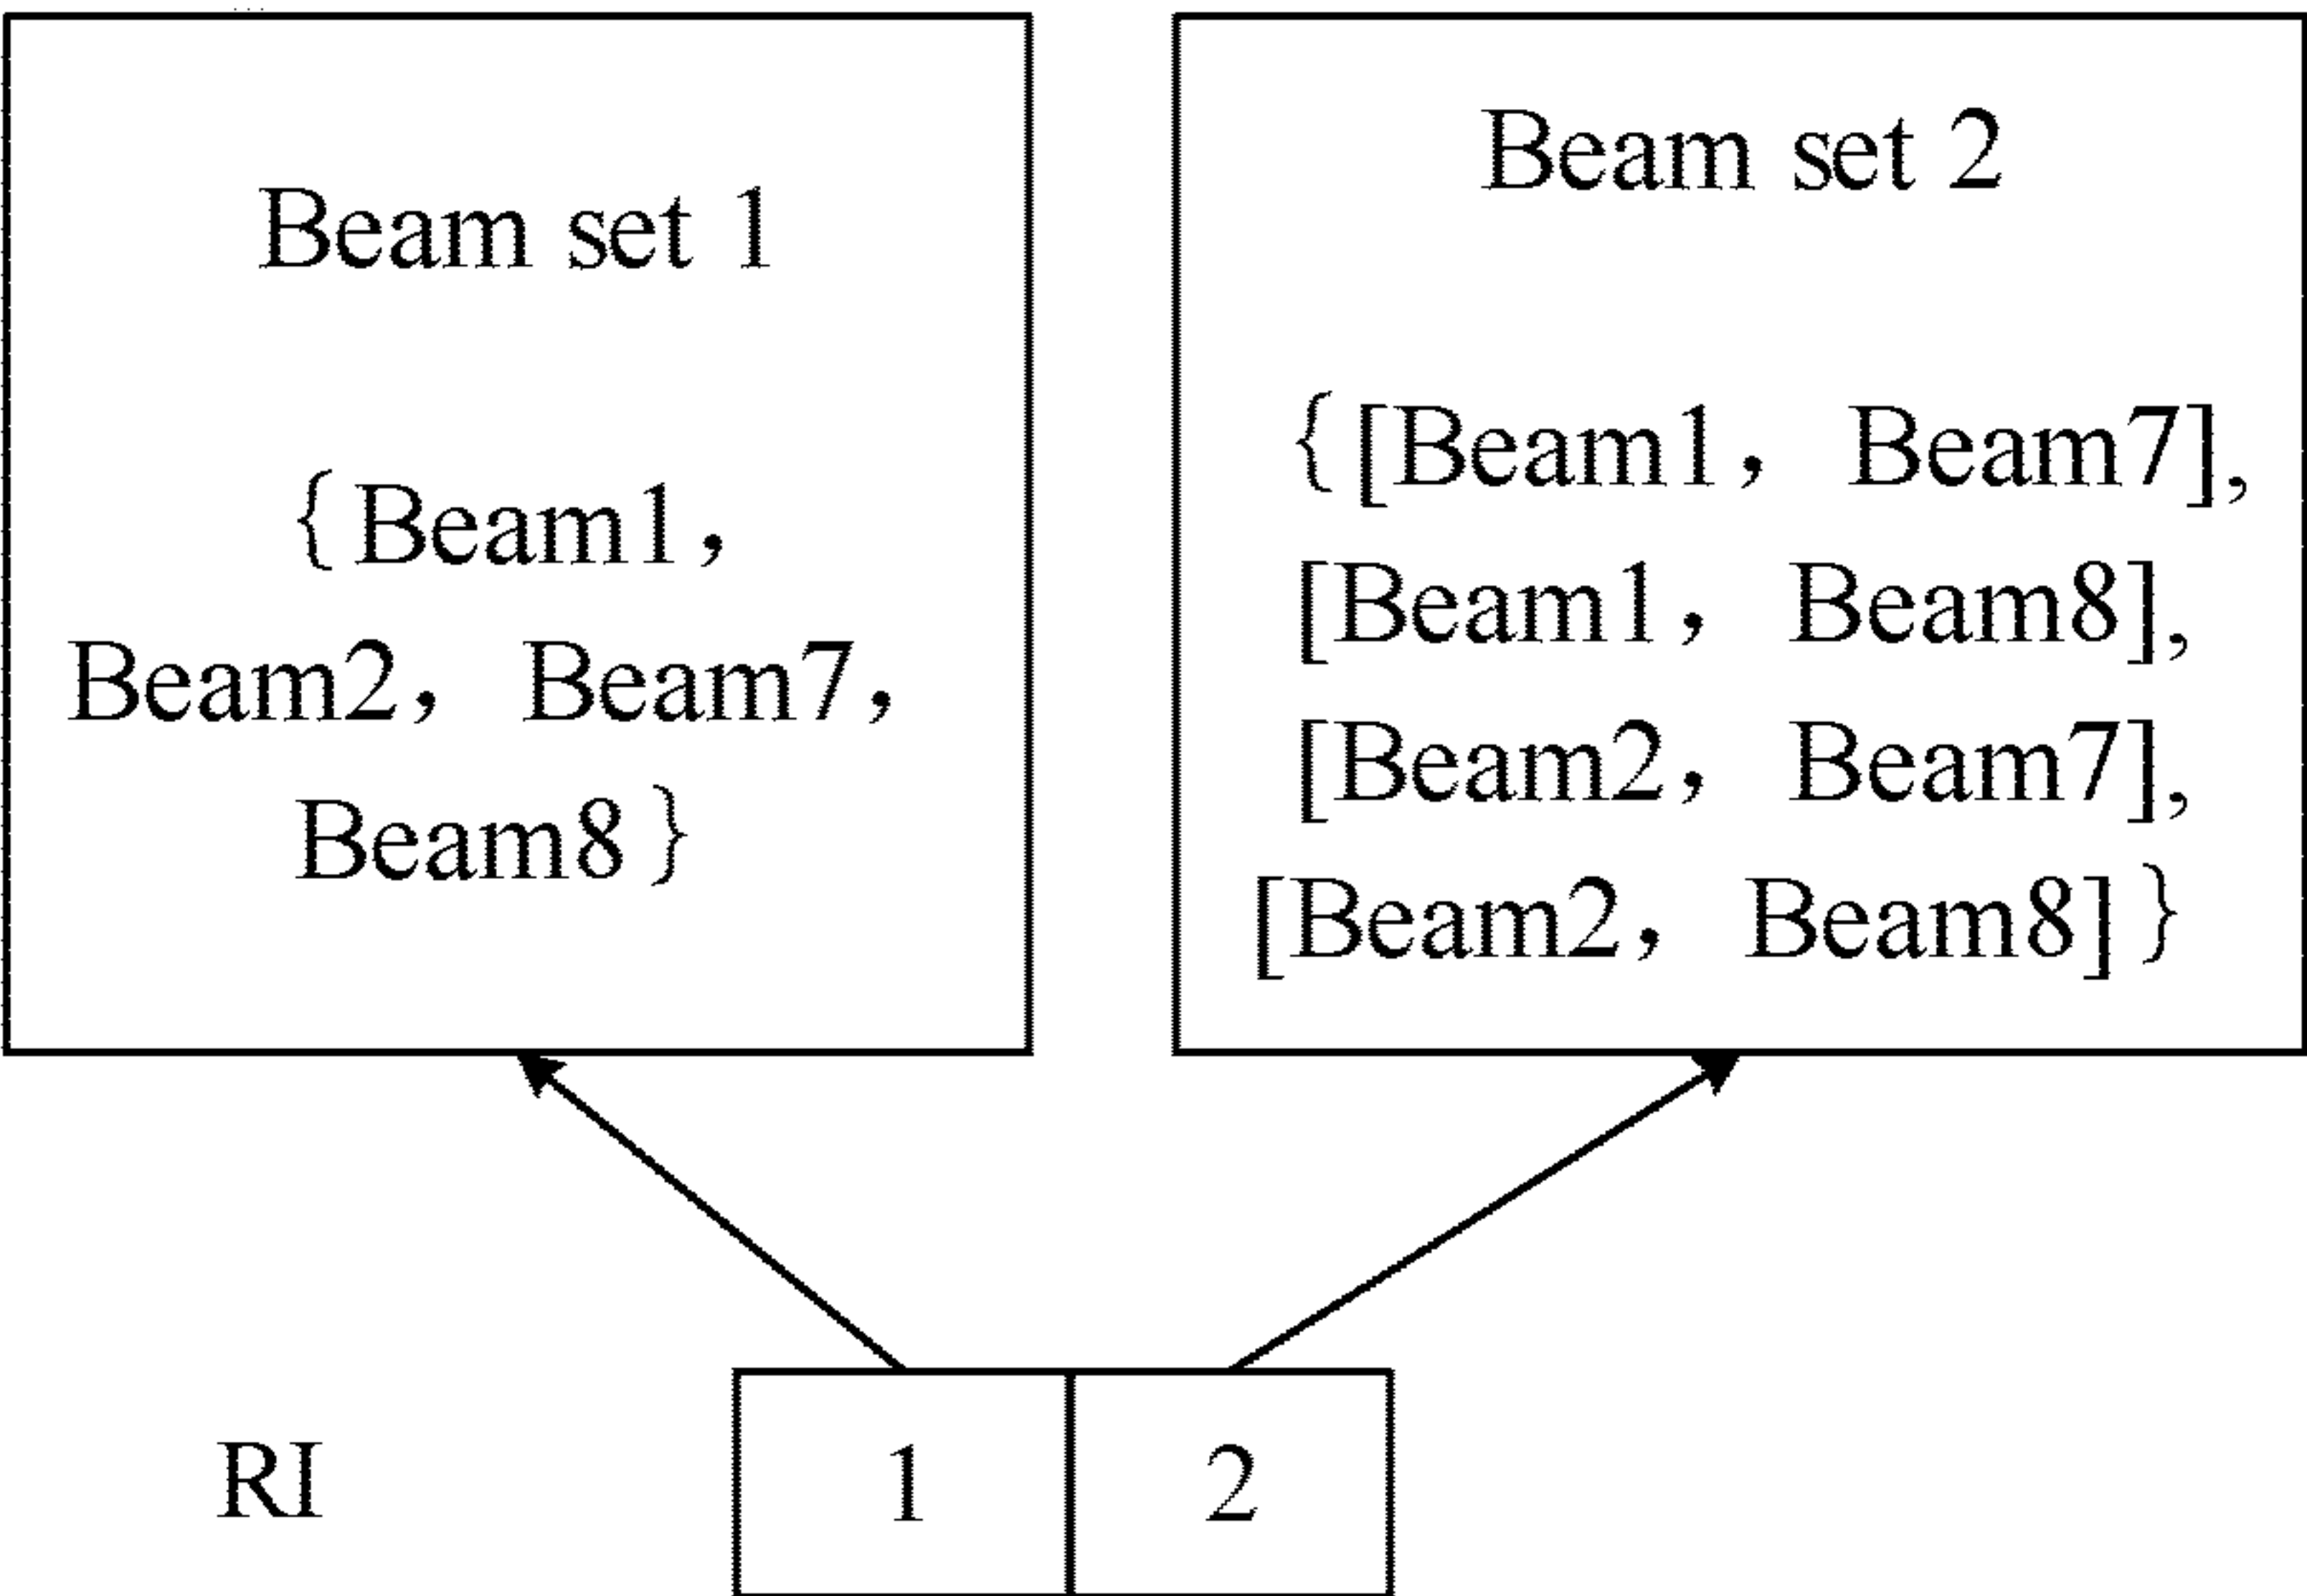 Beam set 1
{Beam1,
Beam2, Beam7,
Beam8}
Beam set 2
{[Beam1, Beam7],
[Beam1, Beam8],
[Beam2, Beam7],
[Beam2, Beam8]}
RI
1
2